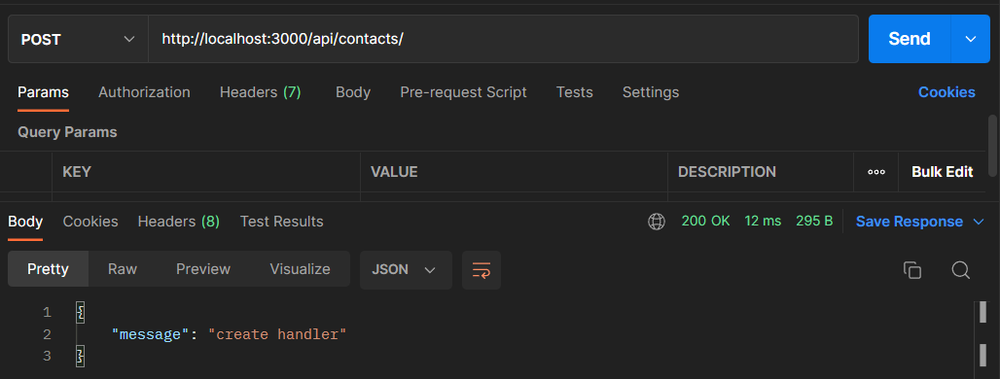 POST http://localhost:3000/api/contacts/ Send
Params Authorization Headers (7) Body Pre-request Script Tests Settings Cookies
Query Params
KEY VALUE DESCRIPTION ooo Bulk Edit
Body Cookies Headers (8) Test Results 200 OK 12 ms 295 B Save Response
Pretty Raw Preview Visualize JSON
1 {
2 "message": "create handler"
3 }